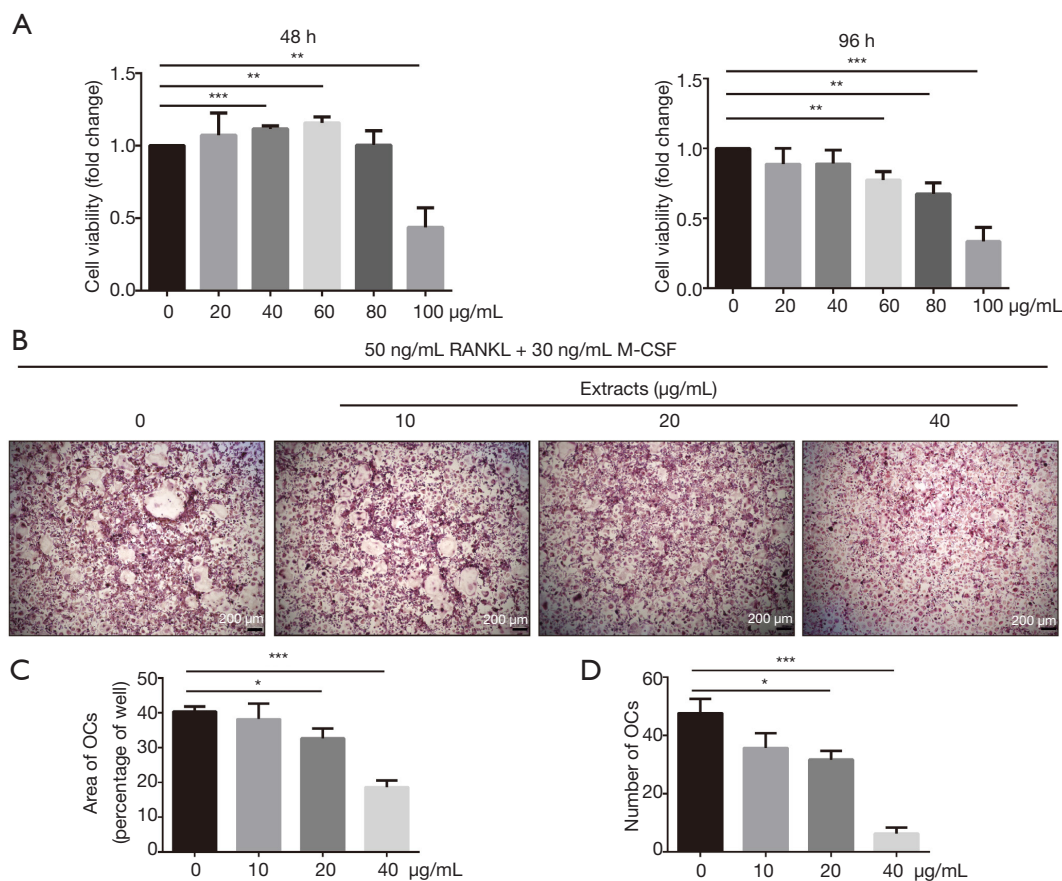 A
48 h
**
**
***
Cell viability (fold change)
1.5
1.0
0.5
0.0
0 20 40 60 80 100 µg/mL
96 h
***
**
**
Cell viability (fold change)
1.5
1.0
0.5
0.0
0 20 40 60 80 100 µg/mL
B
50 ng/mL RANKL + 30 ng/mL M-CSF
Extracts (µg/mL)
0 10 20 40
200 µm 200 µm 200 µm 200 µm
C
***
*
Area of OCs
(percentage of well)
50
40
30
20
10
0
0 10 20 40 µg/mL
D
***
*
Number of OCs
60
40
20
0
0 10 20 40 µg/mL